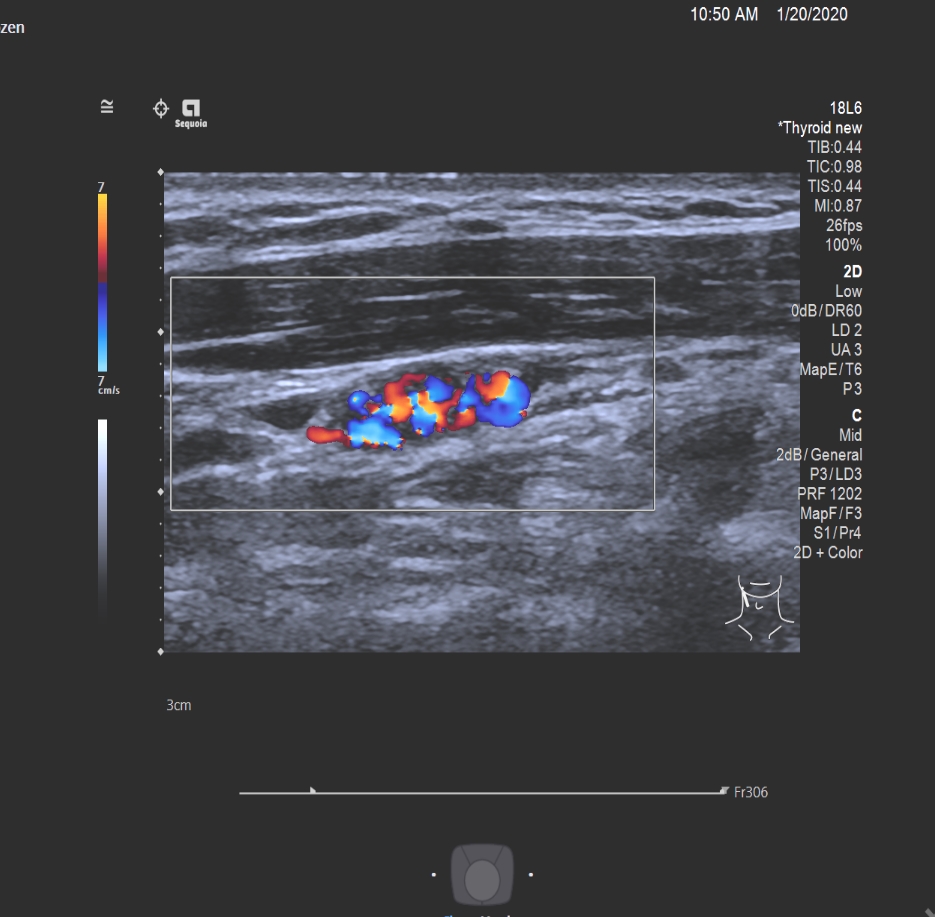 10:50 AM 1/20/2020
zen
≅
Sequoia
18L6
*Thyroid new
TIB:0.44
TIC:0.98
TIS:0.44
MI:0.87
26fps
100%
2D
Low
0dB/DR60
LD 2
UA 3
MapE/T6
P3
C
Mid
2dB/General
P3/LD3
PRF 1202
MapF/F3
S1/Pr4
2D + Color
7
7
cm/s
3cm
Fr306